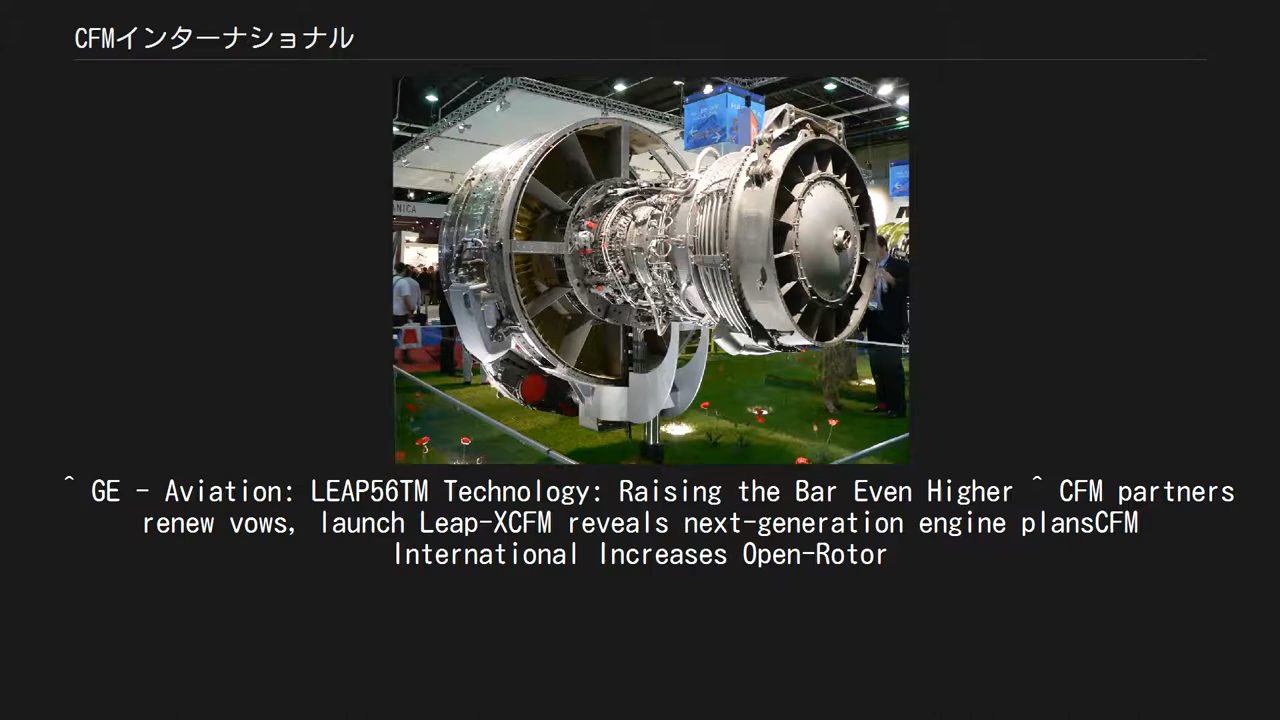 CFMインターナショナル
ANICA
^ GE - Aviation: LEAP56TM Technology: Raising the Bar Even Higher ^ CFM partners
renew vows, launch Leap-XCFM reveals next-generation engine plansCFM
International Increases Open-Rotor